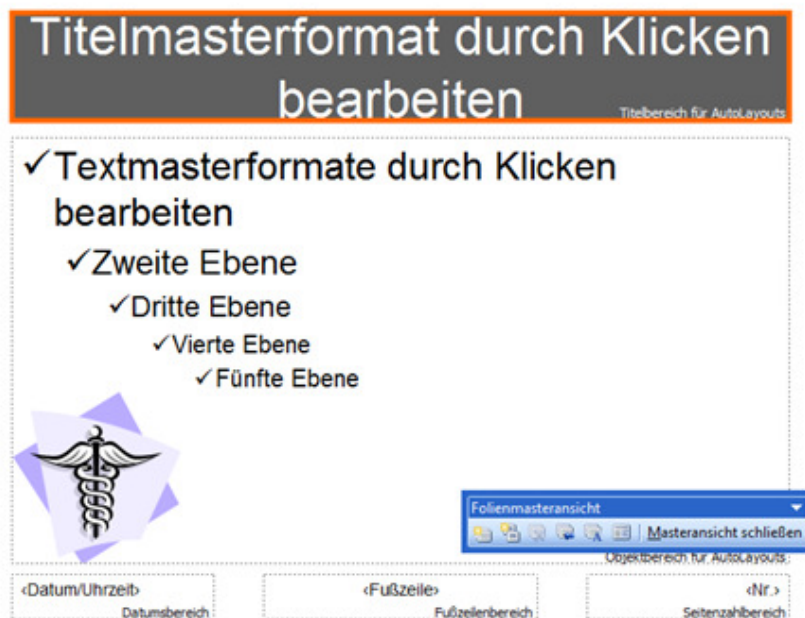 Titelmasterformat durch Klicken
bearbeiten
Titelbereich für AutoLayouts
Textmasterformate durch Klicken
bearbeiten
Zweite Ebene
Dritte Ebene
Vierte Ebene
Fünfte Ebene
Folienmasteransicht
Masteransicht schließen
Objektbereich für AutoLayouts
‹Datum/Uhrzeit›
Datumsbereich
‹Fußzeile›
Fußzeilenbereich
‹Nr.›
Seitenzahlbereich